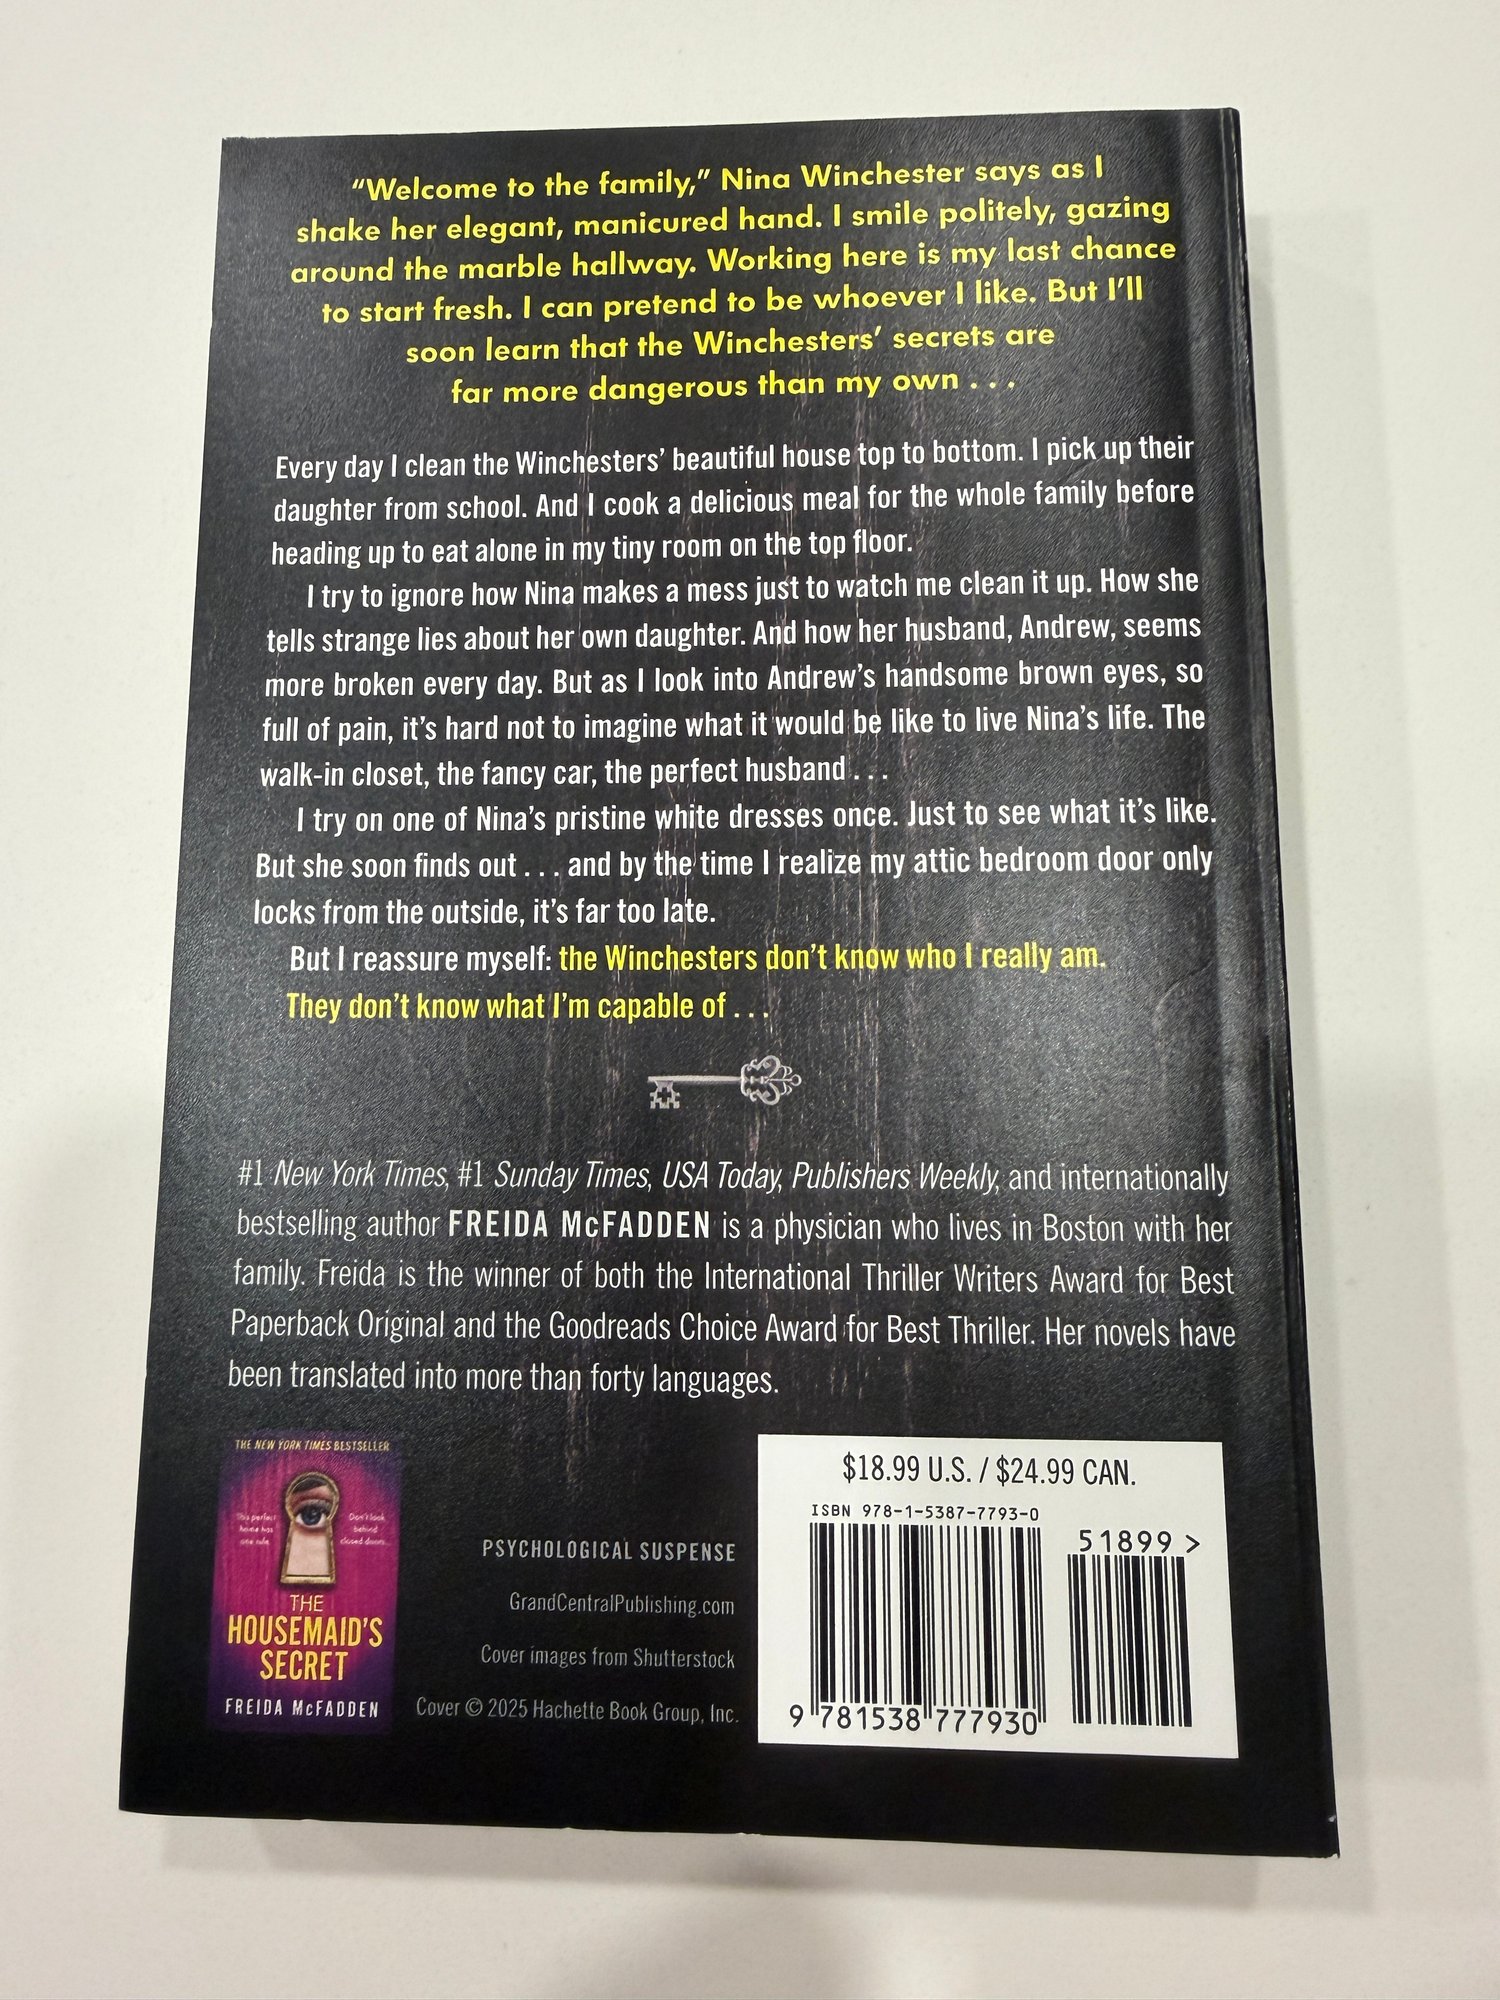 “Welcome to the family,” Nina Winchester says as I
shake her elegant, manicured hand. I smile politely, gazing
around the marble hallway. Working here is my last chance
to start fresh. I can pretend to be whoever I like. But I’ll
soon learn that the Winchesters’ secrets are
far more dangerous than my own . . .
Every day I clean the Winchesters’ beautiful house top to bottom. I pick up their
daughter from school. And I cook a delicious meal for the whole family before
heading up to eat alone in my tiny room on the top floor.
I try to ignore how Nina makes a mess just to watch me clean it up. How she
tells strange lies about her own daughter. And how her husband, Andrew, seems
more broken every day. But as I look into Andrew’s handsome brown eyes, so
full of pain, it’s hard not to imagine what it would be like to live Nina’s life. The
walk-in closet, the fancy car, the perfect husband . . .
I try on one of Nina’s pristine white dresses once. Just to see what it’s like.
But she soon finds out . . . and by the time I realize my attic bedroom door only
locks from the outside, it’s far too late.
But I reassure myself: the Winchesters don’t know who I really am.
They don’t know what I’m capable of . . .
#1 New York Times, #1 Sunday Times, USA Today, Publishers Weekly, and internationally
bestselling author FREIDA McFADDEN is a physician who lives in Boston with her
family. Freida is the winner of both the International Thriller Writers Award for Best
Paperback Original and the Goodreads Choice Award for Best Thriller. Her novels have
been translated into more than forty languages.
THE NEW YORK TIMES BESTSELLER
This perfect
home has
one rule
Don’t look
behind
closed doors...
THE
HOUSEMAID’S
SECRET
FREIDA McFADDEN
PSYCHOLOGICAL SUSPENSE
GrandCentralPublishing.com
Cover images from Shutterstock
Cover © 2025 Hachette Book Group, Inc.
$18.99 U.S. / $24.99 CAN.
ISBN 978-1-5387-7793-0
51899 >
9 781538 777930